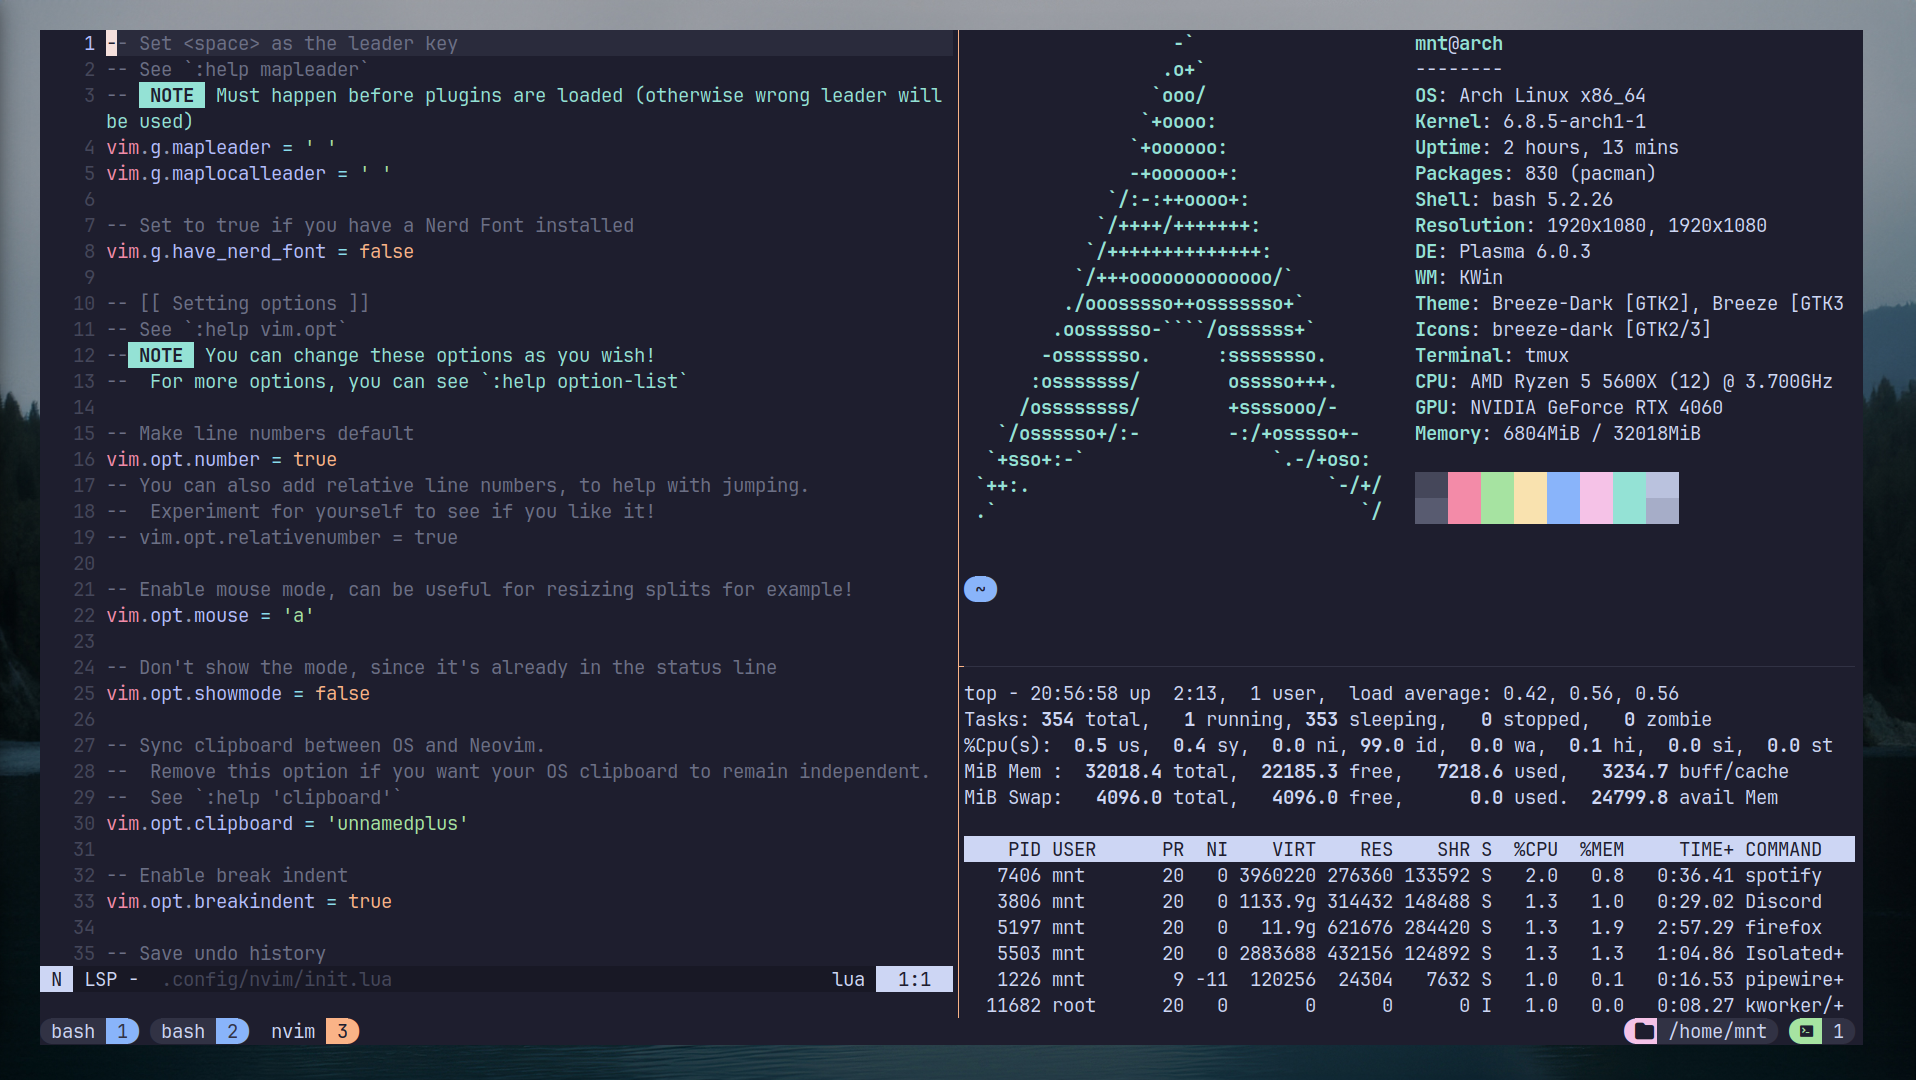 1 -- Set <space> as the leader key
2 -- See `:help mapleader`
3 -- NOTE Must happen before plugins are loaded (otherwise wrong leader will
be used)
4 vim.g.mapleader = ' '
5 vim.g.maplocalleader = ' '
6
7 -- Set to true if you have a Nerd Font installed
8 vim.g.have_nerd_font = false
9
10 -- [[ Setting options ]]
11 -- See `:help vim.opt`
12 -- NOTE You can change these options as you wish!
13 --  For more options, you can see `:help option-list`
14
15 -- Make line numbers default
16 vim.opt.number = true
17 -- You can also add relative line numbers, to help with jumping.
18 --  Experiment for yourself to see if you like it!
19 -- vim.opt.relativenumber = true
20
21 -- Enable mouse mode, can be useful for resizing splits for example!
22 vim.opt.mouse = 'a'
23
24 -- Don't show the mode, since it's already in the status line
25 vim.opt.showmode = false
26
27 -- Sync clipboard between OS and Neovim.
28 --  Remove this option if you want your OS clipboard to remain independent.
29 --  See `:help 'clipboard'`
30 vim.opt.clipboard = 'unnamedplus'
31
32 -- Enable break indent
33 vim.opt.breakindent = true
34
35 -- Save undo history
N LSP - .config/nvim/init.lua lua 1:1
-`
.o+`
`ooo/
`+oooo:
`+oooooo:
-+oooooo+:
`/:-:++oooo+:
`/++++/+++++++:
`/++++++++++++++:
`/+++ooooooooooooo/`
./ooosssso++osssssso+`
.oossssso-````/ossssss+`
-osssssso.      :ssssssso.
:osssssss/        osssso+++.
/ossssssss/        +ssssooo/-
`/ossssso+/:-        -:/+osssso+-
`+sso+:-`                 `.-/+oso:
`++:.                           `-/+/
.`                                 `/
mnt@arch
--------
OS: Arch Linux x86_64
Kernel: 6.8.5-arch1-1
Uptime: 2 hours, 13 mins
Packages: 830 (pacman)
Shell: bash 5.2.26
Resolution: 1920x1080, 1920x1080
DE: Plasma 6.0.3
WM: KWin
Theme: Breeze-Dark [GTK2], Breeze [GTK3
Icons: breeze-dark [GTK2/3]
Terminal: tmux
CPU: AMD Ryzen 5 5600X (12) @ 3.700GHz
GPU: NVIDIA GeForce RTX 4060
Memory: 6804MiB / 32018MiB
~
top - 20:56:58 up  2:13,  1 user,  load average: 0.42, 0.56, 0.56
Tasks: 354 total,   1 running, 353 sleeping,   0 stopped,   0 zombie
%Cpu(s):  0.5 us,  0.4 sy,  0.0 ni, 99.0 id,  0.0 wa,  0.1 hi,  0.0 si,  0.0 st
MiB Mem :  32018.4 total,  22185.3 free,   7218.6 used,   3234.7 buff/cache
MiB Swap:   4096.0 total,   4096.0 free,      0.0 used.  24799.8 avail Mem
PID USER      PR  NI    VIRT    RES    SHR S  %CPU  %MEM     TIME+ COMMAND
7406 mnt       20   0 3960220 276360 133592 S   2.0   0.8   0:36.41 spotify
3806 mnt       20   0 1133.9g 314432 148488 S   1.3   1.0   0:29.02 Discord
5197 mnt       20   0   11.9g 621676 284420 S   1.3   1.9   2:57.29 firefox
5503 mnt       20   0 2883688 432156 124892 S   1.3   1.3   1:04.86 Isolated+
1226 mnt        9 -11  120256  24304   7632 S   1.0   0.1   0:16.53 pipewire+
11682 root      20   0       0      0      0 I   1.0   0.0   0:08.27 kworker/+
bash 1 bash 2 nvim 3 /home/mnt 1